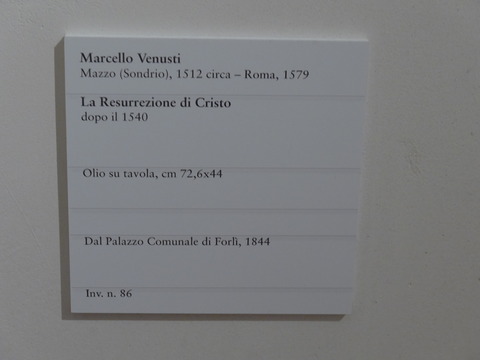 Marcello Venusti
Mazzo (Sondrio), 1512 circa – Roma, 1579
La Resurrezione di Cristo
dopo il 1540
Olio su tavola, cm 72,6x44
Dal Palazzo Comunale di Forlì, 1844
Inv. n. 86